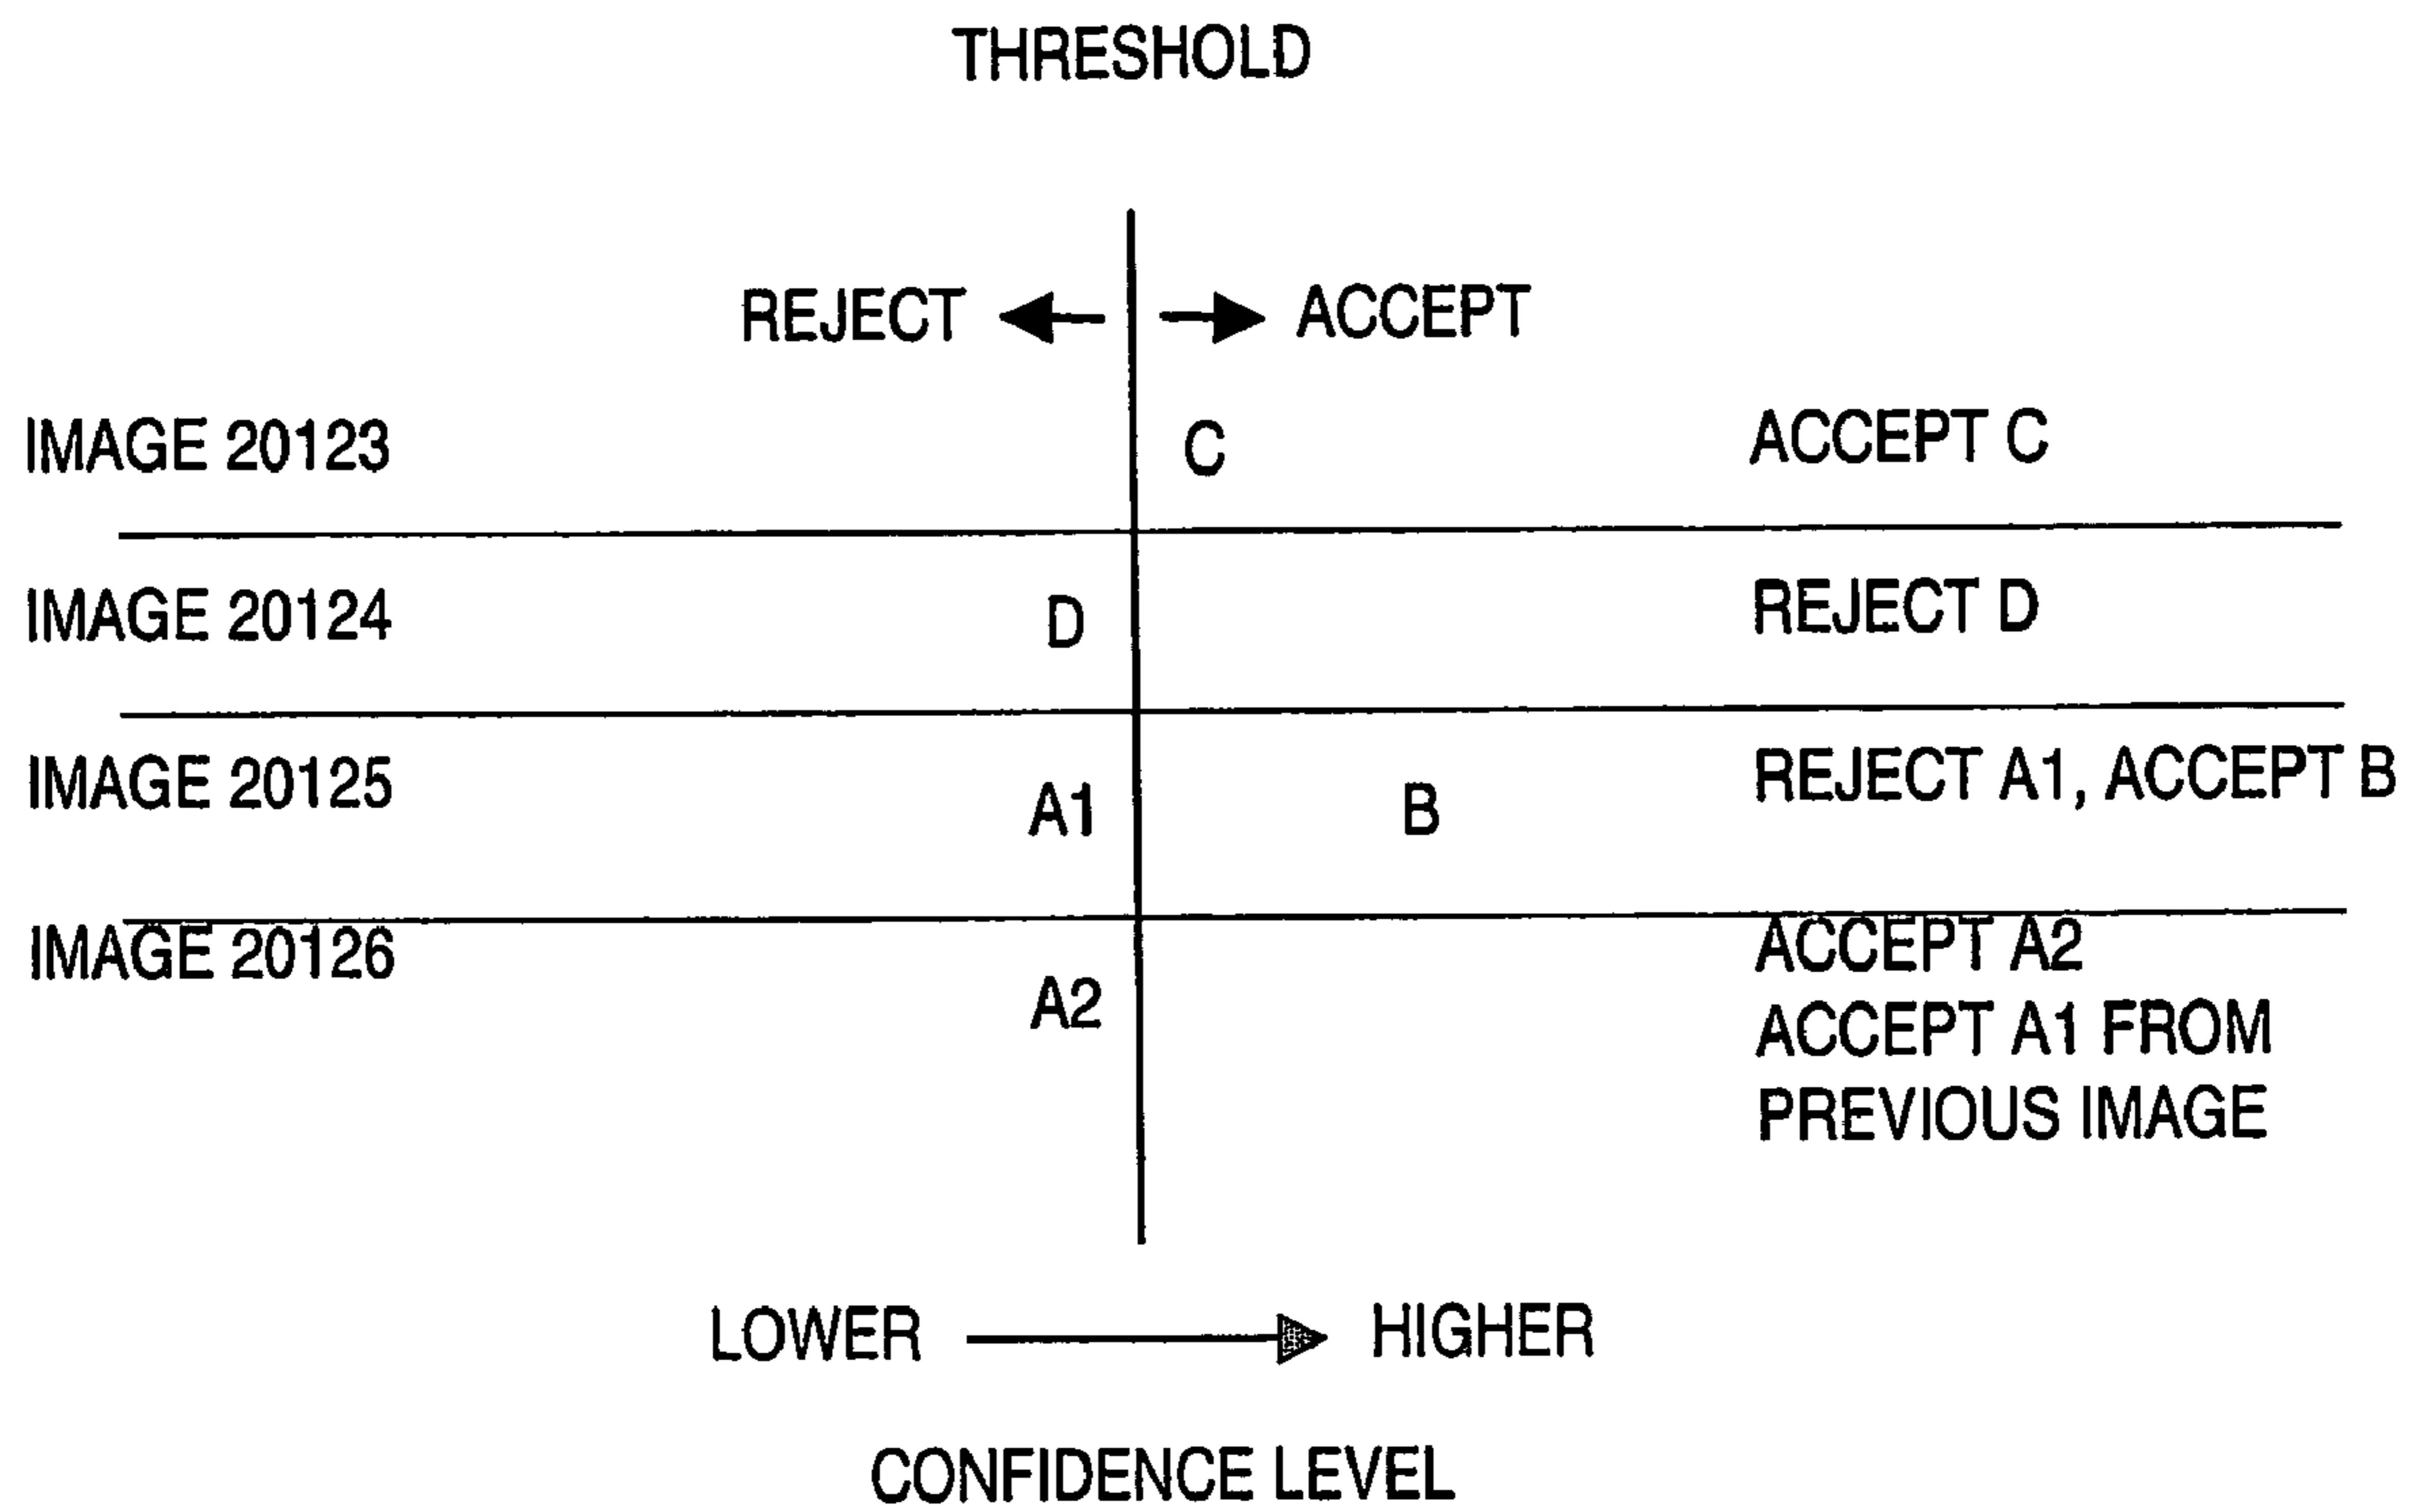 THRESHOLD
REJECT ACCEPT
IMAGE 20123 C ACCEPT C
IMAGE 20124 D REJECT D
IMAGE 20125 A1 B REJECT A1, ACCEPT B
IMAGE 20126 A2 ACCEPT A2
ACCEPT A1 FROM
PREVIOUS IMAGE
LOWER HIGHER
CONFIDENCE LEVEL